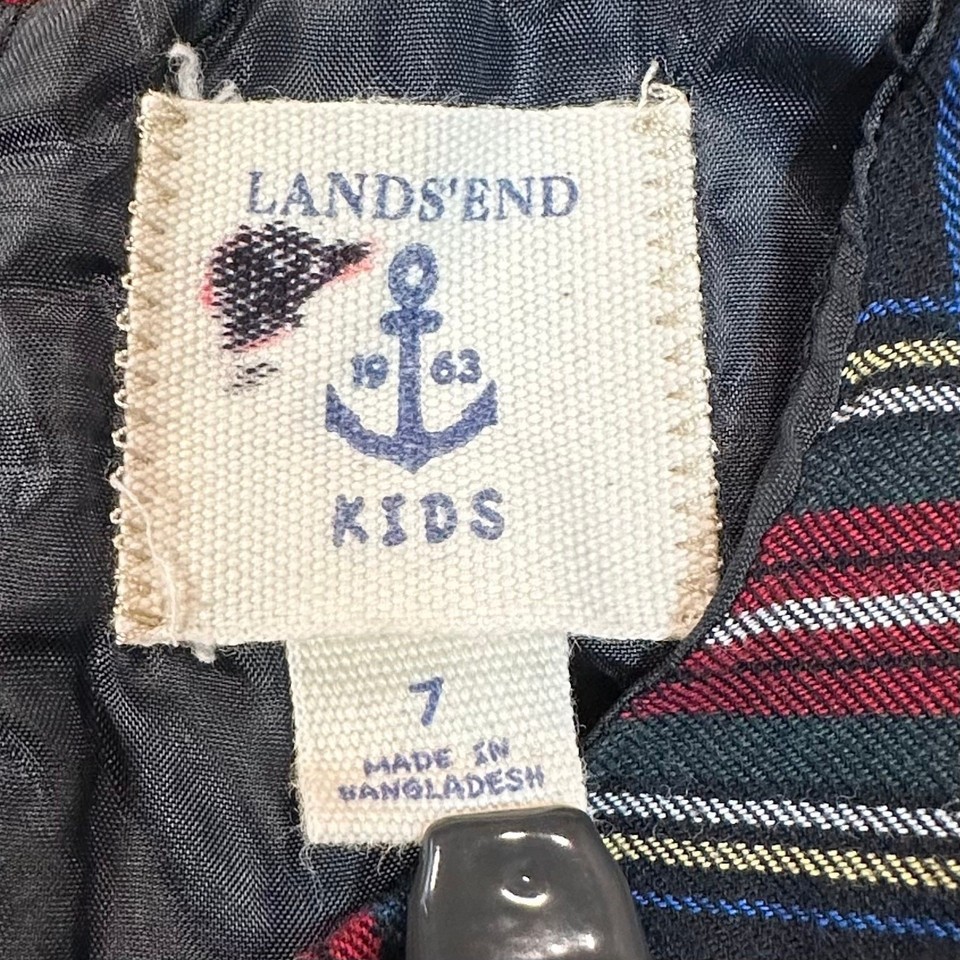 LANDS'END
19 63
KIDS
7
MADE IN
BANGLADESH